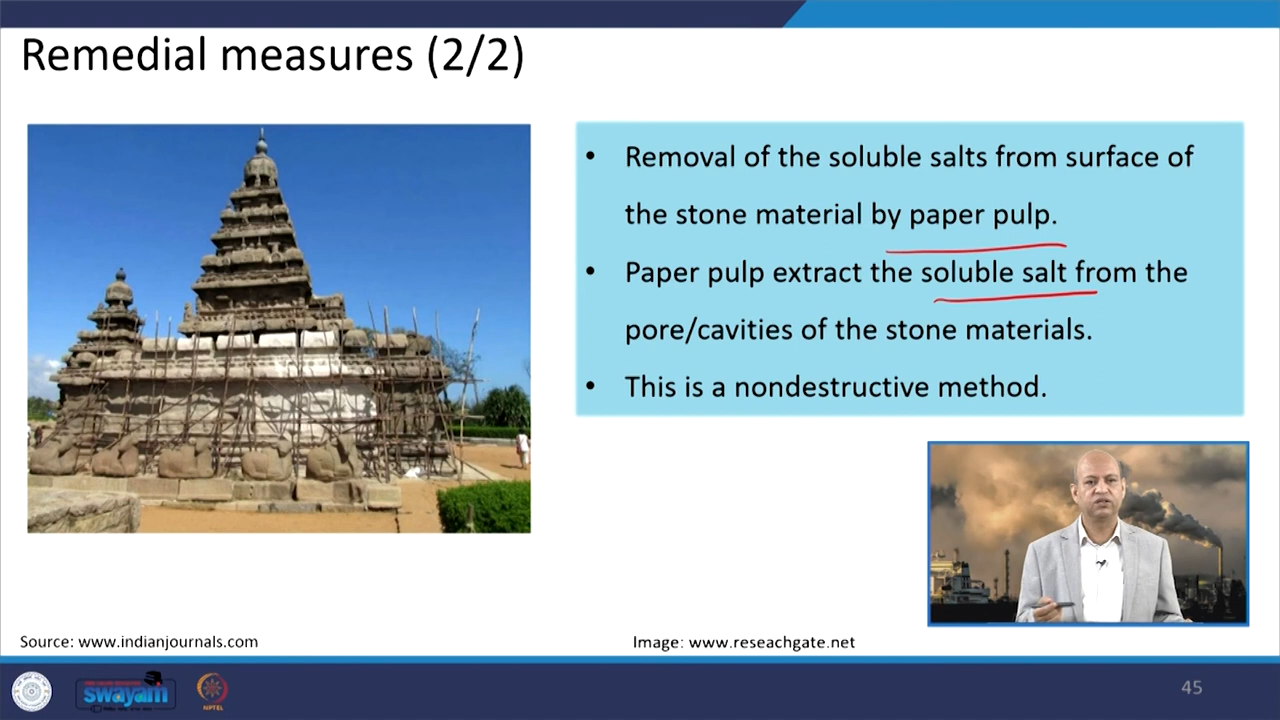 Remedial measures (2/2)
• Removal of the soluble salts from surface of
the stone material by paper pulp.
• Paper pulp extract the soluble salt from the
pore/cavities of the stone materials.
• This is a nondestructive method.
Source: www.indianjournals.com
Image: www.reseachgate.net
swayam
NPTEL
45